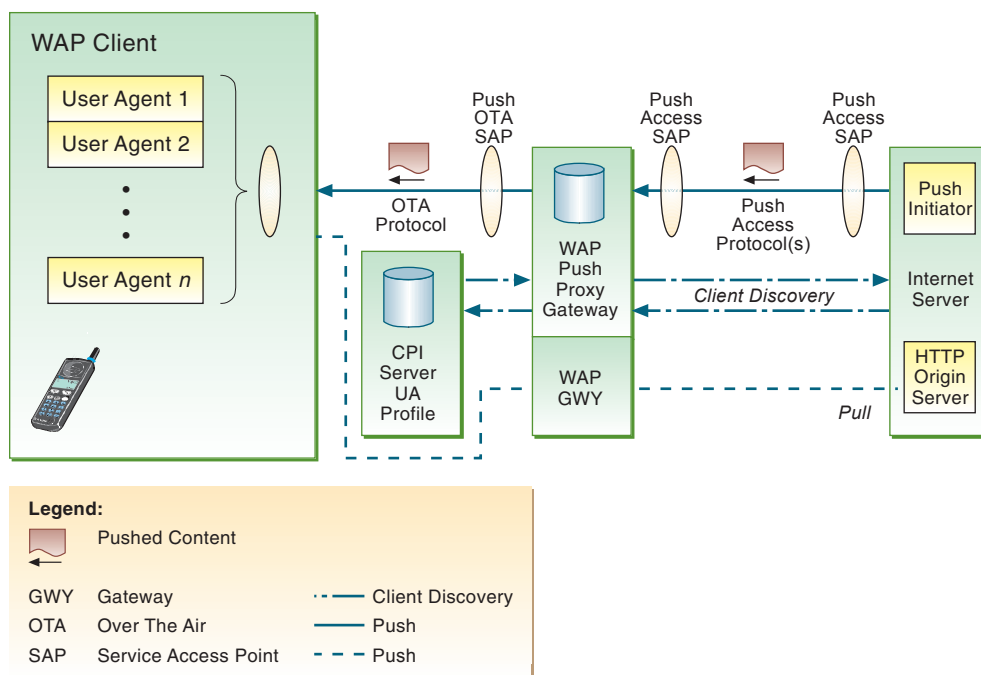 WAP Client
User Agent 1
User Agent 2
User Agent n
Push
OTA
SAP
OTA
Protocol
Push
Access
SAP
Push
Access
Protocol(s)
Push
Access
SAP
WAP
Push
Proxy
Gateway
WAP
GWY
CPI
Server
UA
Profile
Client Discovery
Pull
Push
Initiator
Internet
Server
HTTP
Origin
Server
Legend:
Pushed Content
GWY Gateway
OTA Over The Air
SAP Service Access Point
Client Discovery
Push
Push